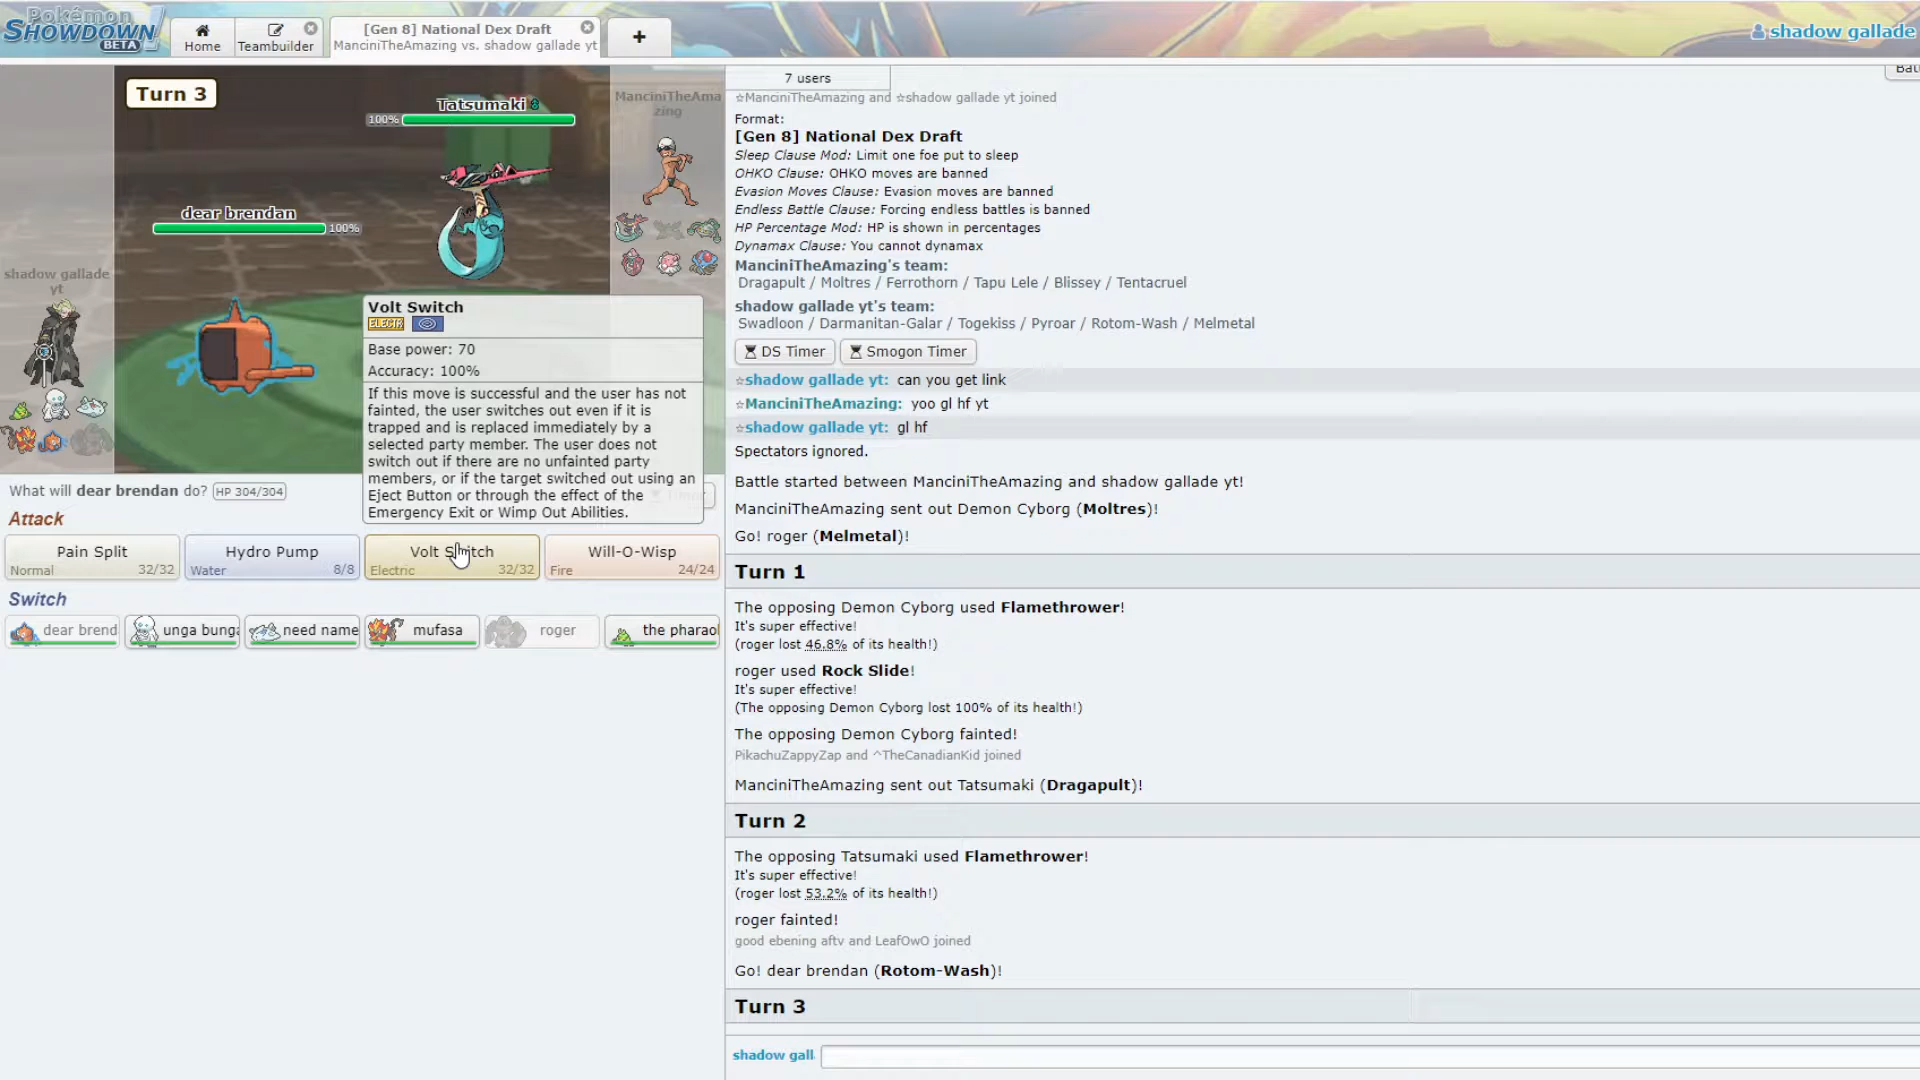 Pokémon
SHOWDOWN
BETA
Home
Teambuilder
[Gen 8] National Dex Draft
ManciniTheAmazing vs. shadow gallade yt
+
shadow gallade
Turn 3
Tatsumaki
100%
dear brendan
100%
ManciniTheAma
zing
shadow gallade
yt
Volt Switch
ELECTR
Base power: 70
Accuracy: 100%
If this move is successful and the user has not
fainted, the user switches out even if it is
trapped and is replaced immediately by a
selected party member. The user does not
switch out if there are no unfainted party
members, or if the target switched out using an
Eject Button or through the effect of the
Emergency Exit or Wimp Out Abilities.
What will dear brendan do? HP 304/304
Attack
Pain Split
Normal 32/32
Hydro Pump
Water 8/8
Volt Switch
Electric 32/32
Will-O-Wisp
Fire 24/24
Switch
dear brend
unga bunga
need name
mufasa
roger
the pharaol
7 users
☆ManciniTheAmazing and ☆shadow gallade yt joined
Format:
[Gen 8] National Dex Draft
Sleep Clause Mod: Limit one foe put to sleep
OHKO Clause: OHKO moves are banned
Evasion Moves Clause: Evasion moves are banned
Endless Battle Clause: Forcing endless battles is banned
HP Percentage Mod: HP is shown in percentages
Dynamax Clause: You cannot dynamax
ManciniTheAmazing's team:
Dragapult / Moltres / Ferrothorn / Tapu Lele / Blissey / Tentacruel
shadow gallade yt's team:
Swadloon / Darmanitan-Galar / Togekiss / Pyroar / Rotom-Wash / Melmetal
DS Timer
Smogon Timer
☆shadow gallade yt: can you get link
☆ManciniTheAmazing: yoo gl hf yt
☆shadow gallade yt: gl hf
Spectators ignored.
Battle started between ManciniTheAmazing and shadow gallade yt!
ManciniTheAmazing sent out Demon Cyborg (Moltres)!
Go! roger (Melmetal)!
Turn 1
The opposing Demon Cyborg used Flamethrower!
It's super effective!
(roger lost 46.8% of its health!)
roger used Rock Slide!
It's super effective!
(The opposing Demon Cyborg lost 100% of its health!)
The opposing Demon Cyborg fainted!
PikachuZappyZap and ^TheCanadianKid joined
ManciniTheAmazing sent out Tatsumaki (Dragapult)!
Turn 2
The opposing Tatsumaki used Flamethrower!
It's super effective!
(roger lost 53.2% of its health!)
roger fainted!
good ebening aftv and LeafOwO joined
Go! dear brendan (Rotom-Wash)!
Turn 3
shadow gall